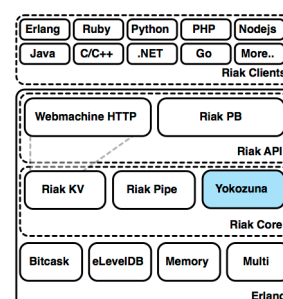 Erlang Ruby Python PHP Nodejs
Java C/C++ .NET Go More..
Riak Clients
Webmachine HTTP Riak PB
Riak API
Riak KV Riak Pipe Yokozuna
Riak Core
Bitcask eLevelDB Memory Multi
Erlang